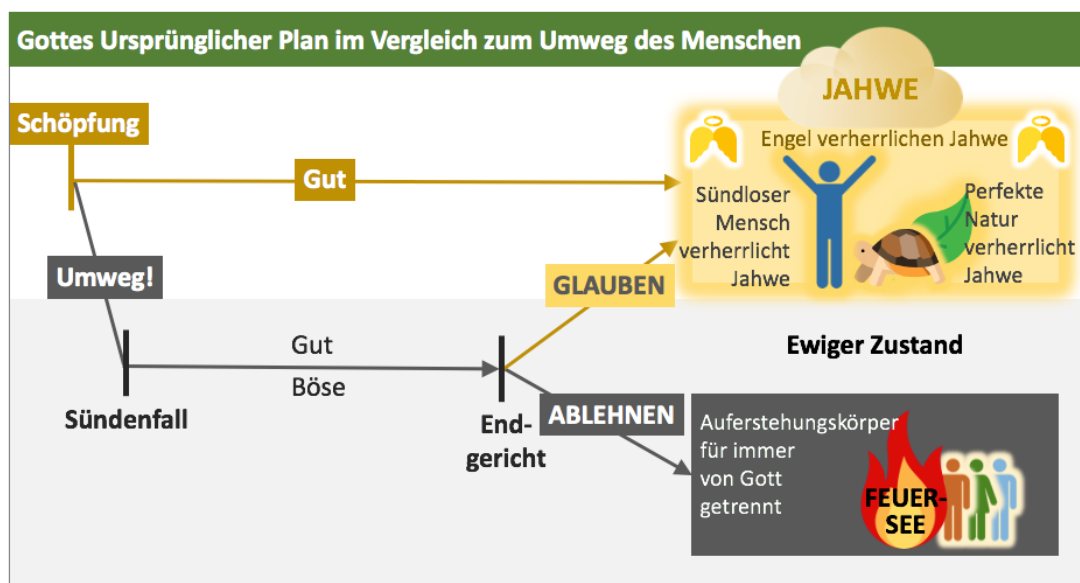 Gottes Ursprünglicher Plan im Vergleich zum Umweg des Menschen
JAHWE
Schöpfung
Engel verherrlichen Jahwe
Gut
Sündloser
Mensch
verherrlicht
Jahwe
Perfekte
Natur
verherrlicht
Jahwe
Umweg!
GLAUBEN
Ewiger Zustand
Gut
Böse
Sündenfall
End-
gericht
ABLEHNEN
Auferstehungskörper
für immer
von Gott
getrennt
FEUER-
SEE